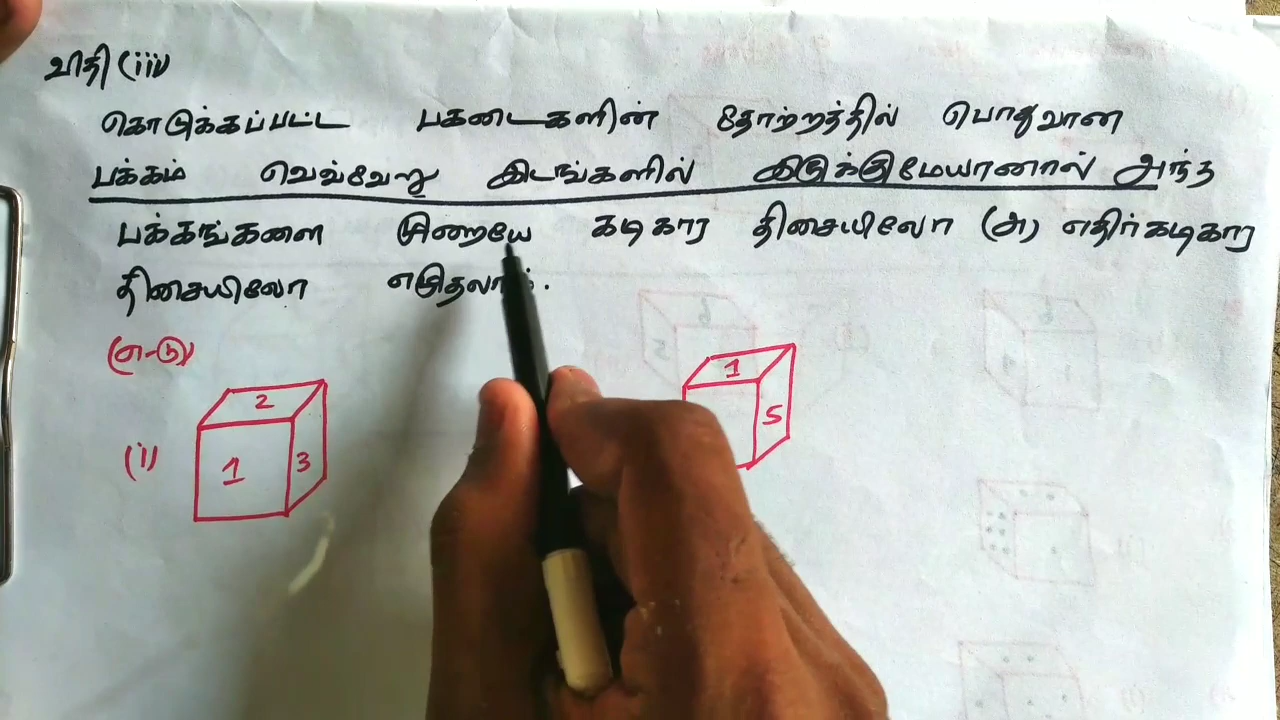 விதி (iii)
கொடுக்கப்பட்ட பகடைகளின் தோற்றத்தில் பொதுவான
பக்கம் வெவ்வேறு இடங்களில் இடுக்குமேயானால் அந்த
பக்கங்களை முறையே கடிகார திசையிலோ (அ) எதிர்கடிகார
திசையிலோ
(எ-டு)
2
1
5
(i)
1
3